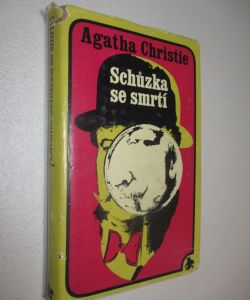 Agatha Christie
Schůzka
se smrtí